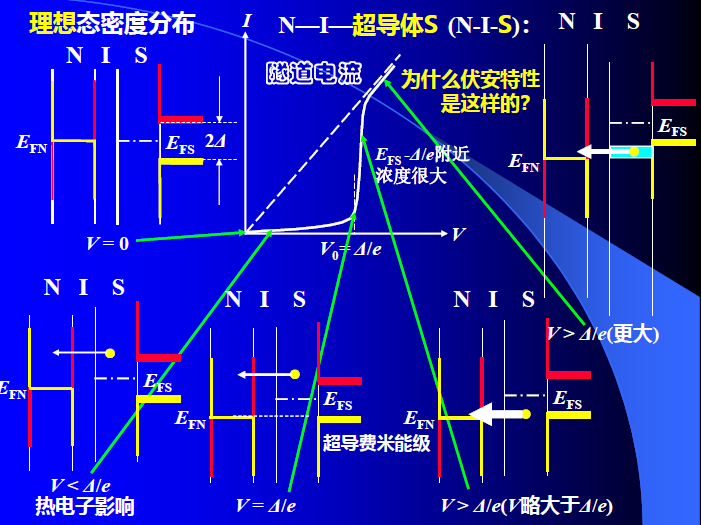 理想态密度分布
N I S
E_FN
E_FS
2Δ
V = 0
I
N—I—超导体S (N-I-S)：
隧道电流
为什么伏安特性
是这样的?
E_FS-Δ/e附近
浓度很大
V₀= Δ/e
V
N I S
E_FS
E_FN
V > Δ/e(更大)
N I S
E_FN
E_FS
V < Δ/e
热电子影响
N I S
E_FN
E_FS
超导费米能级
V = Δ/e
N I S
E_FN
E_FS
V > Δ/e(V略大于Δ/e)